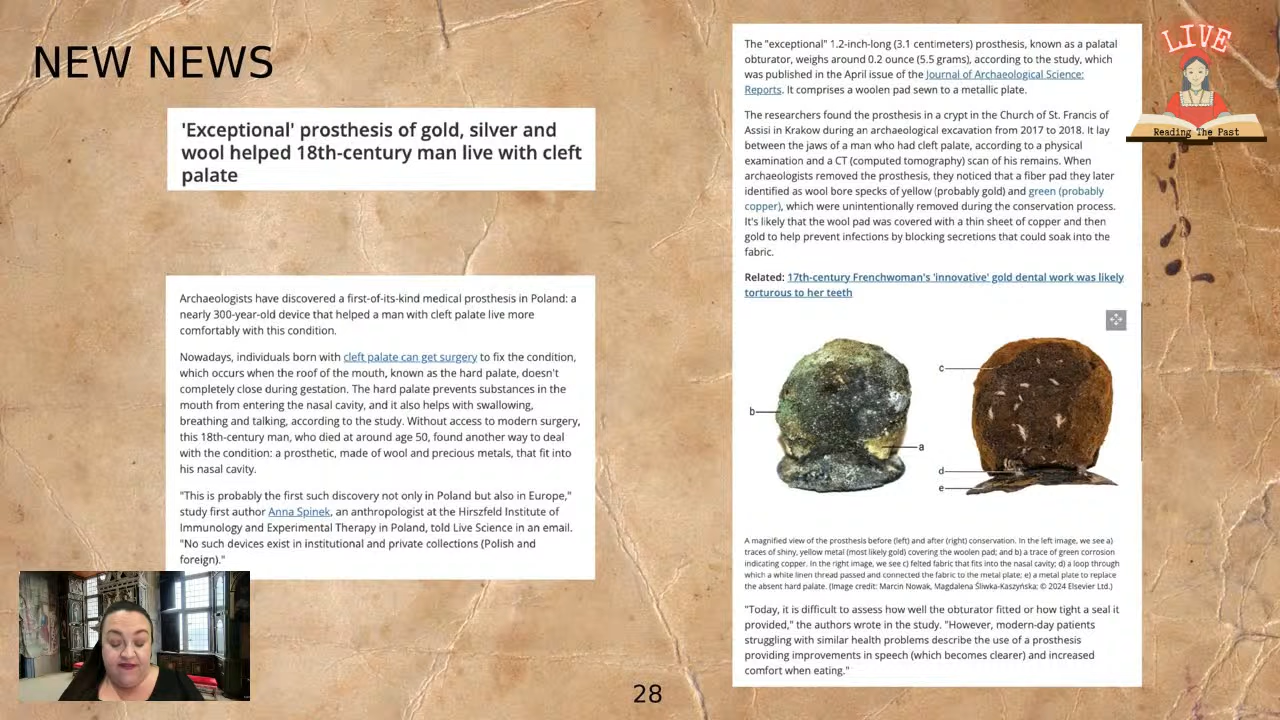 NEW NEWS
'Exceptional' prosthesis of gold, silver and
wool helped 18th-century man live with cleft
palate
Archaeologists have discovered a first-of-its-kind medical prosthesis in Poland: a
nearly 300-year-old device that helped a man with cleft palate live more
comfortably with this condition.
Nowadays, individuals born with cleft palate can get surgery to fix the condition,
which occurs when the roof of the mouth, known as the hard palate, doesn't
completely close during gestation. The hard palate prevents substances in the
mouth from entering the nasal cavity, and it also helps with swallowing,
breathing and talking, according to the study. Without access to modern surgery,
this 18th-century man, who died at around age 50, found another way to deal
with the condition: a prosthetic, made of wool and precious metals, that fit into
his nasal cavity.
"This is probably the first such discovery not only in Poland but also in Europe,"
study first author Anna Spinek, an anthropologist at the Hirszfeld Institute of
Immunology and Experimental Therapy in Poland, told Live Science in an email.
"No such devices exist in institutional and private collections (Polish and
foreign)."
The "exceptional" 1.2-inch-long (3.1 centimeters) prosthesis, known as a palatal
obturator, weighs around 0.2 ounce (5.5 grams), according to the study, which
was published in the April issue of the Journal of Archaeological Science:
Reports. It comprises a woolen pad sewn to a metallic plate.
The researchers found the prosthesis in a crypt in the Church of St. Francis of
Assisi in Krakow during an archaeological excavation from 2017 to 2018. It lay
between the jaws of a man who had cleft palate, according to a physical
examination and a CT (computed tomography) scan of his remains. When
archaeologists removed the prosthesis, they noticed that a fiber pad they later
identified as wool bore specks of yellow (probably gold) and green (probably
copper), which were unintentionally removed during the conservation process.
It's likely that the wool pad was covered with a thin sheet of copper and then
gold to help prevent infections by blocking secretions that could soak into the
fabric.
Related: 17th-century Frenchwoman's 'innovative' gold dental work was likely
torturous to her teeth
b
a
c
d
e
A magnified view of the prosthesis before (left) and after (right) conservation. In the left image, we see a)
traces of shiny, yellow metal (most likely gold) covering the woolen pad; and b) a trace of green corrosion
indicating copper. In the right image, we see c) felted fabric that fits into the nasal cavity; d) a loop through
which a white linen thread passed and connected the fabric to the metal plate; e) a metal plate to replace
the absent hard palate. (Image credit: Marcin Nowak, Magdalena Śliwka-Kaszyńska; © 2024 Elsevier Ltd.)
"Today, it is difficult to assess how well the obturator fitted or how tight a seal it
provided," the authors wrote in the study. "However, modern-day patients
struggling with similar health problems describe the use of a prosthesis
providing improvements in speech (which becomes clearer) and increased
comfort when eating."
LIVE
Reading The Past
28